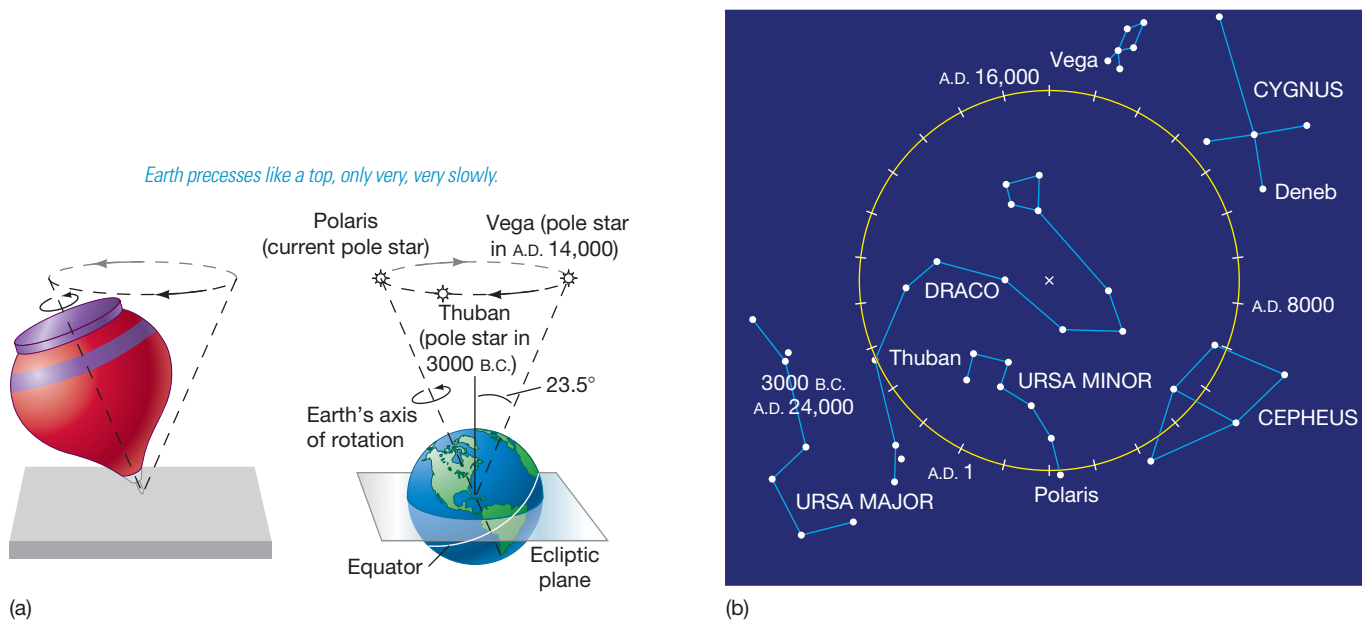 Earth precesses like a top, only very, very slowly.
Polaris
(current pole star)
Vega (pole star
in A.D. 14,000)
Thuban
(pole star in
3000 B.C.)
23.5°
Earth's axis
of rotation
Equator
Ecliptic
plane
(a)
Vega
A.D. 16,000
CYGNUS
Deneb
DRACO
A.D. 8000
Thuban
3000 B.C.
A.D. 24,000
URSA MINOR
CEPHEUS
A.D. 1
Polaris
URSA MAJOR
(b)